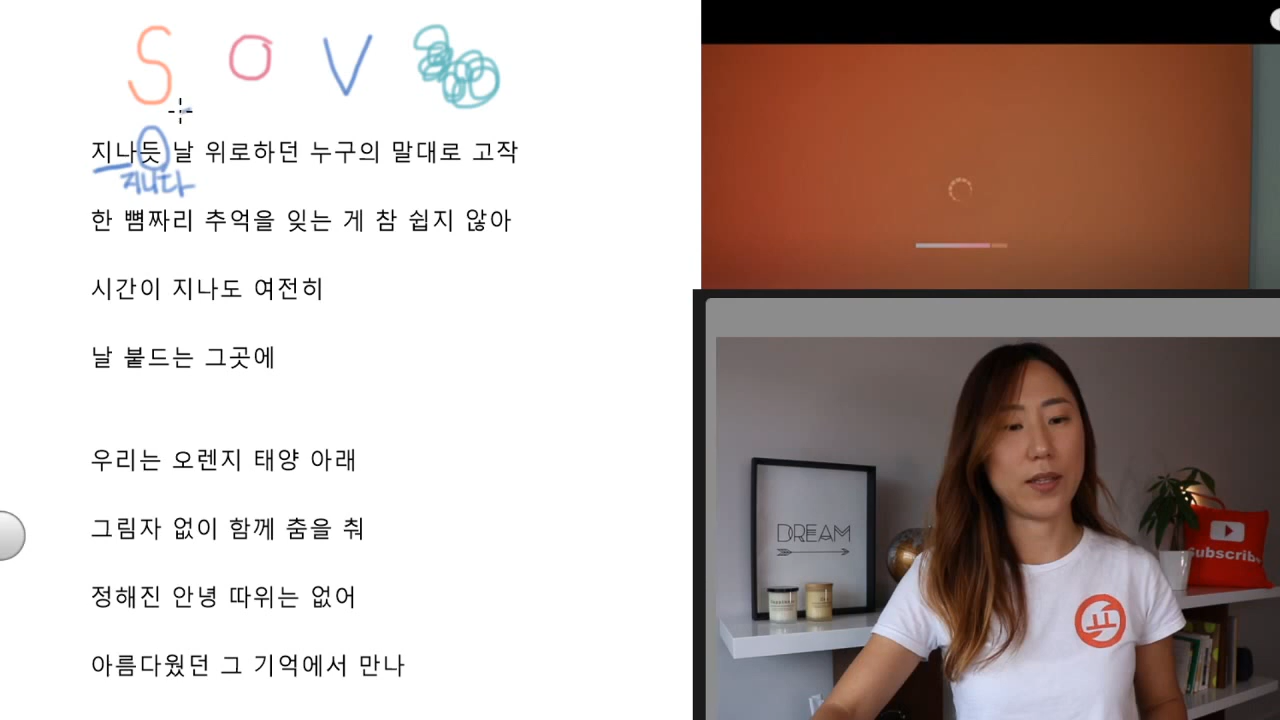 S O V
지나듯 날 위로하던 누구의 말대로 고작
지나다
한 뼘짜리 추억을 잊는 게 참 쉽지 않아
시간이 지나도 여전히
날 붙드는 그곳에
우리는 오렌지 태양 아래
그림자 없이 함께 춤을 춰
정해진 안녕 따위는 없어
아름다웠던 그 기억에서 만나
DREAM
Subscribe